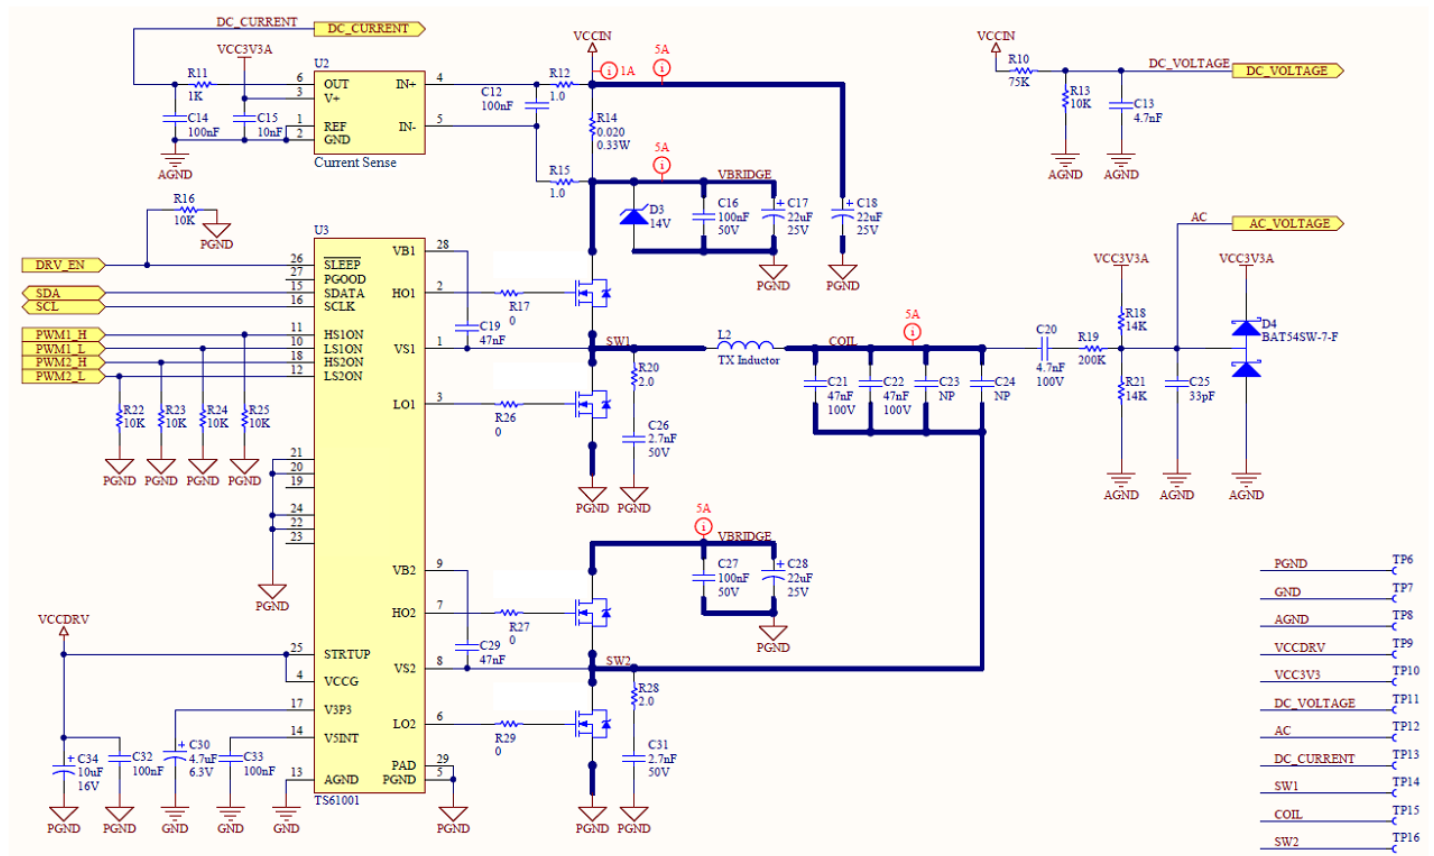 DC_CURRENT
DC_CURRENT
VCC3V3A
U2
R11
1K
6
3
1
2
OUT
V+
REF
GND
IN+
IN-
4
5
C14
100nF
C15
10nF
AGND
Current Sense
C12
100nF
R12
1.0
R15
1.0
VCCIN
i
1A
5A
i
R14
0.020
0.33W
5A
i
VBRIDGE
D3
14V
C16
100nF
50V
C17
22uF
25V
C18
22uF
25V
PGND
PGND
VCCIN
R10
75K
R13
10K
DC_VOLTAGE
DC_VOLTAGE
C13
4.7nF
AGND
AGND
R16
10K
PGND
DRV_EN
SDA
SCL
PWM1_H
PWM1_L
PWM2_H
PWM2_L
U3
26
27
15
16
11
10
18
12
SLEEP
PGOOD
SDATA
SCLK
HS1ON
LS1ON
HS2ON
LS2ON
VB1
HO1
VS1
LO1
28
2
1
3
R17
0
C19
47nF
R26
0
SW1
R20
2.0
C26
2.7nF
50V
PGND
PGND
L2
TX Inductor
COIL
5A
i
C21
47nF
100V
C22
47nF
100V
C23
NP
C24
NP
C20
4.7nF
100V
R19
200K
VCC3V3A
R18
14K
R21
14K
AC
AC_VOLTAGE
VCC3V3A
D4
BAT54SW-7-F
C25
33pF
AGND
AGND
AGND
R22
10K
R23
10K
R24
10K
R25
10K
PGND
PGND
PGND
PGND
21
20
19
24
22
23
PGND
VB2
HO2
VS2
LO2
PAD
PGND
9
7
8
6
29
5
R27
0
C29
47nF
R29
0
5A
i
VBRIDGE
C27
100nF
50V
C28
22uF
25V
PGND
SW2
R28
2.0
C31
2.7nF
50V
VCCDRV
25
4
17
14
13
STRTUP
VCCG
V3P3
V5INT
AGND
TS61001
C34
10uF
16V
C32
100nF
C30
4.7uF
6.3V
C33
100nF
PGND
PGND
GND
GND
GND
PGND
PGND
PGND
PGND
TP6
GND
TP7
AGND
TP8
VCCDRV
TP9
VCC3V3
TP10
DC_VOLTAGE
TP11
AC
TP12
DC_CURRENT
TP13
SW1
TP14
COIL
TP15
SW2
TP16